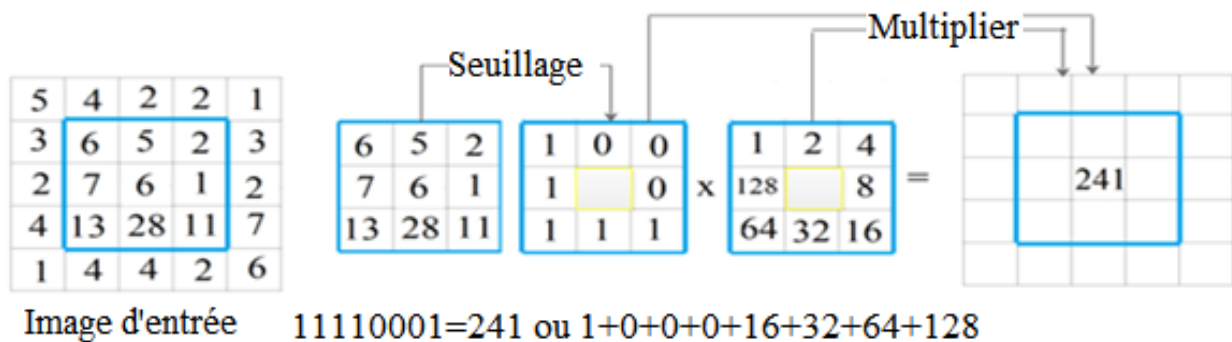 Multiplier
Seuillage
5 4 2 2 1
3 6 5 2 3
2 7 6 1 2
4 13 28 11 7
1 4 4 2 6
6 5 2
7 6 1
13 28 11
1 0 0
1 0
1 1 1
x
1 2 4
128 8
64 32 16
=
241
Image d'entrée
11110001=241 ou 1+0+0+0+16+32+64+128